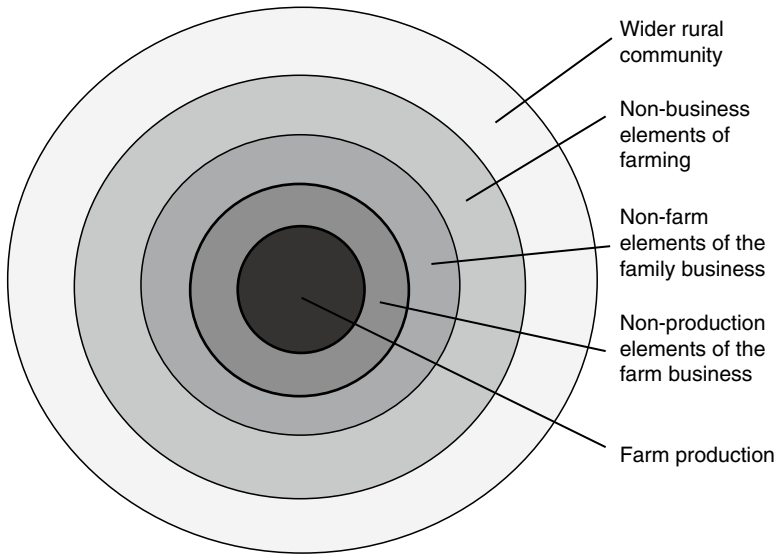 Wider rural
community
Non-business
elements of
farming
Non-farm
elements of the
family business
Non-production
elements of the
farm business
Farm production